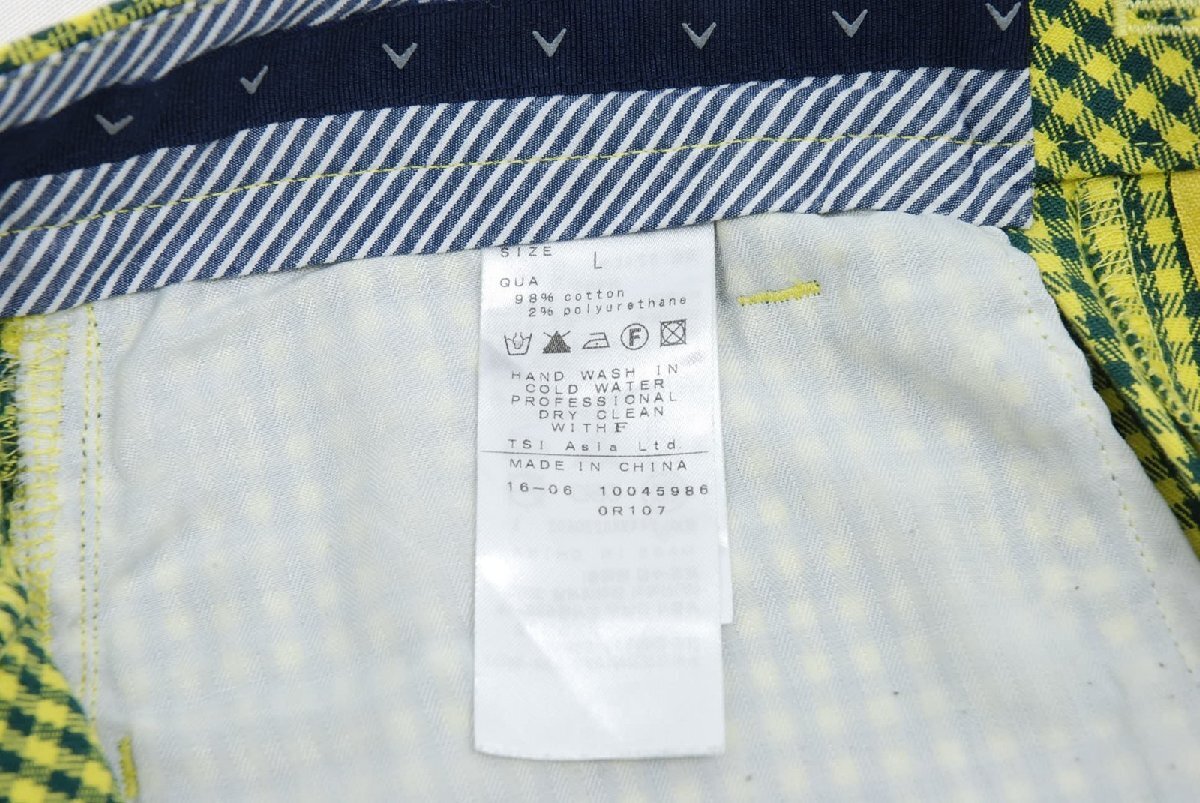 SIZE L
QUA
98% cotton
2% polyurethane
F
HAND WASH IN
COLD WATER
PROFESSIONAL
DRY CLEAN
WITH F
TSI Asia Ltd.
MADE IN CHINA
16-06 10045986
0R107